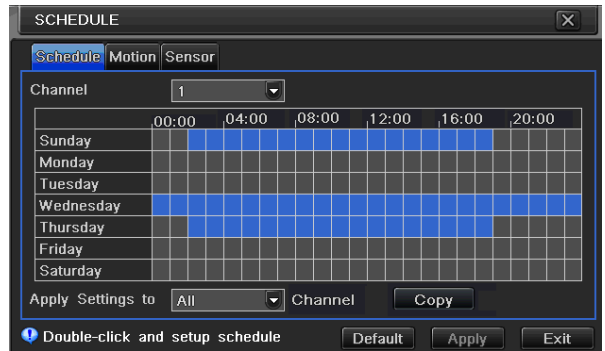 SCHEDULE
Schedule Motion Sensor
Channel 1
00:00 04:00 08:00 12:00 16:00 20:00
Sunday
Monday
Tuesday
Wednesday
Thursday
Friday
Saturday
Apply Settings to All Channel Copy
Double-click and setup schedule Default Apply Exit